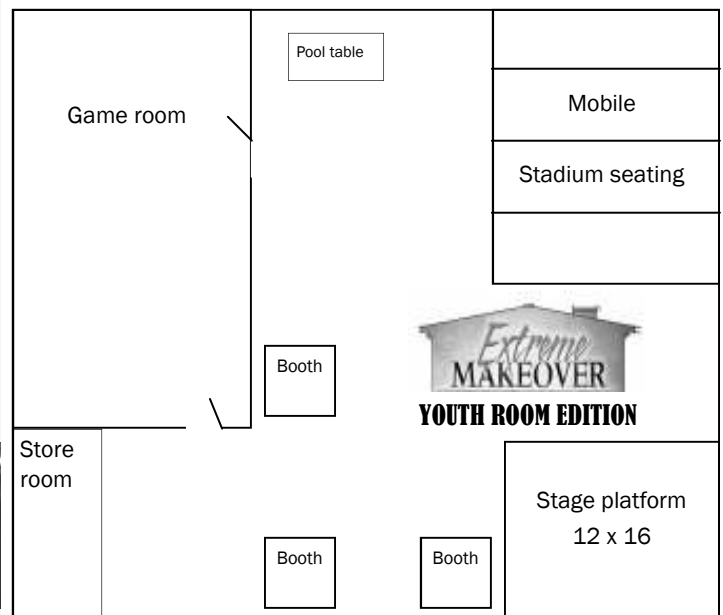 Pool table
Game room
Mobile
Stadium seating
Extreme
MAKEOVER
YOUTH ROOM EDITION
Booth
Store
room
Stage platform
12 x 16
Booth
Booth